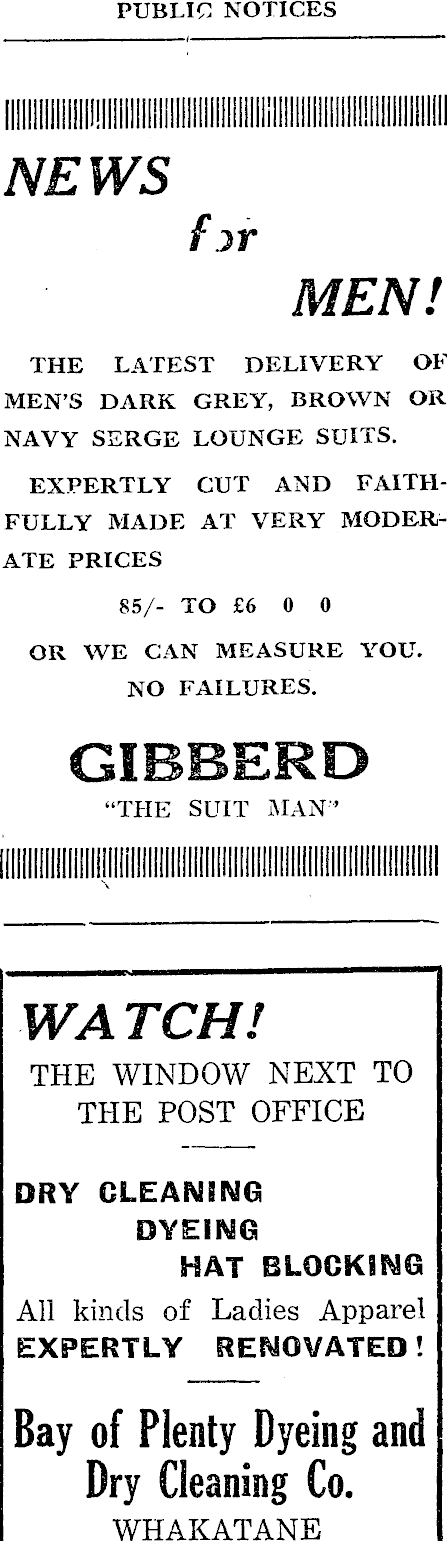 PUBLIC NOTICES
NEWS
for
MEN!
THE LATEST DELIVERY OF
MEN'S DARK GREY, BROWN OR
NAVY SERGE LOUNGE SUITS.
EXPERTLY CUT AND FAITH-
FULLY MADE AT VERY MODER-
ATE PRICES
85/- TO £6 0 0
OR WE CAN MEASURE YOU.
NO FAILURES.
GIBBERD
"THE SUIT MAN"
WATCH!
THE WINDOW NEXT TO
THE POST OFFICE
DRY CLEANING
DYEING
HAT BLOCKING
All kinds of Ladies Apparel
EXPERTLY RENOVATED!
Bay of Plenty Dyeing and
Dry Cleaning Co.
WHAKATANE